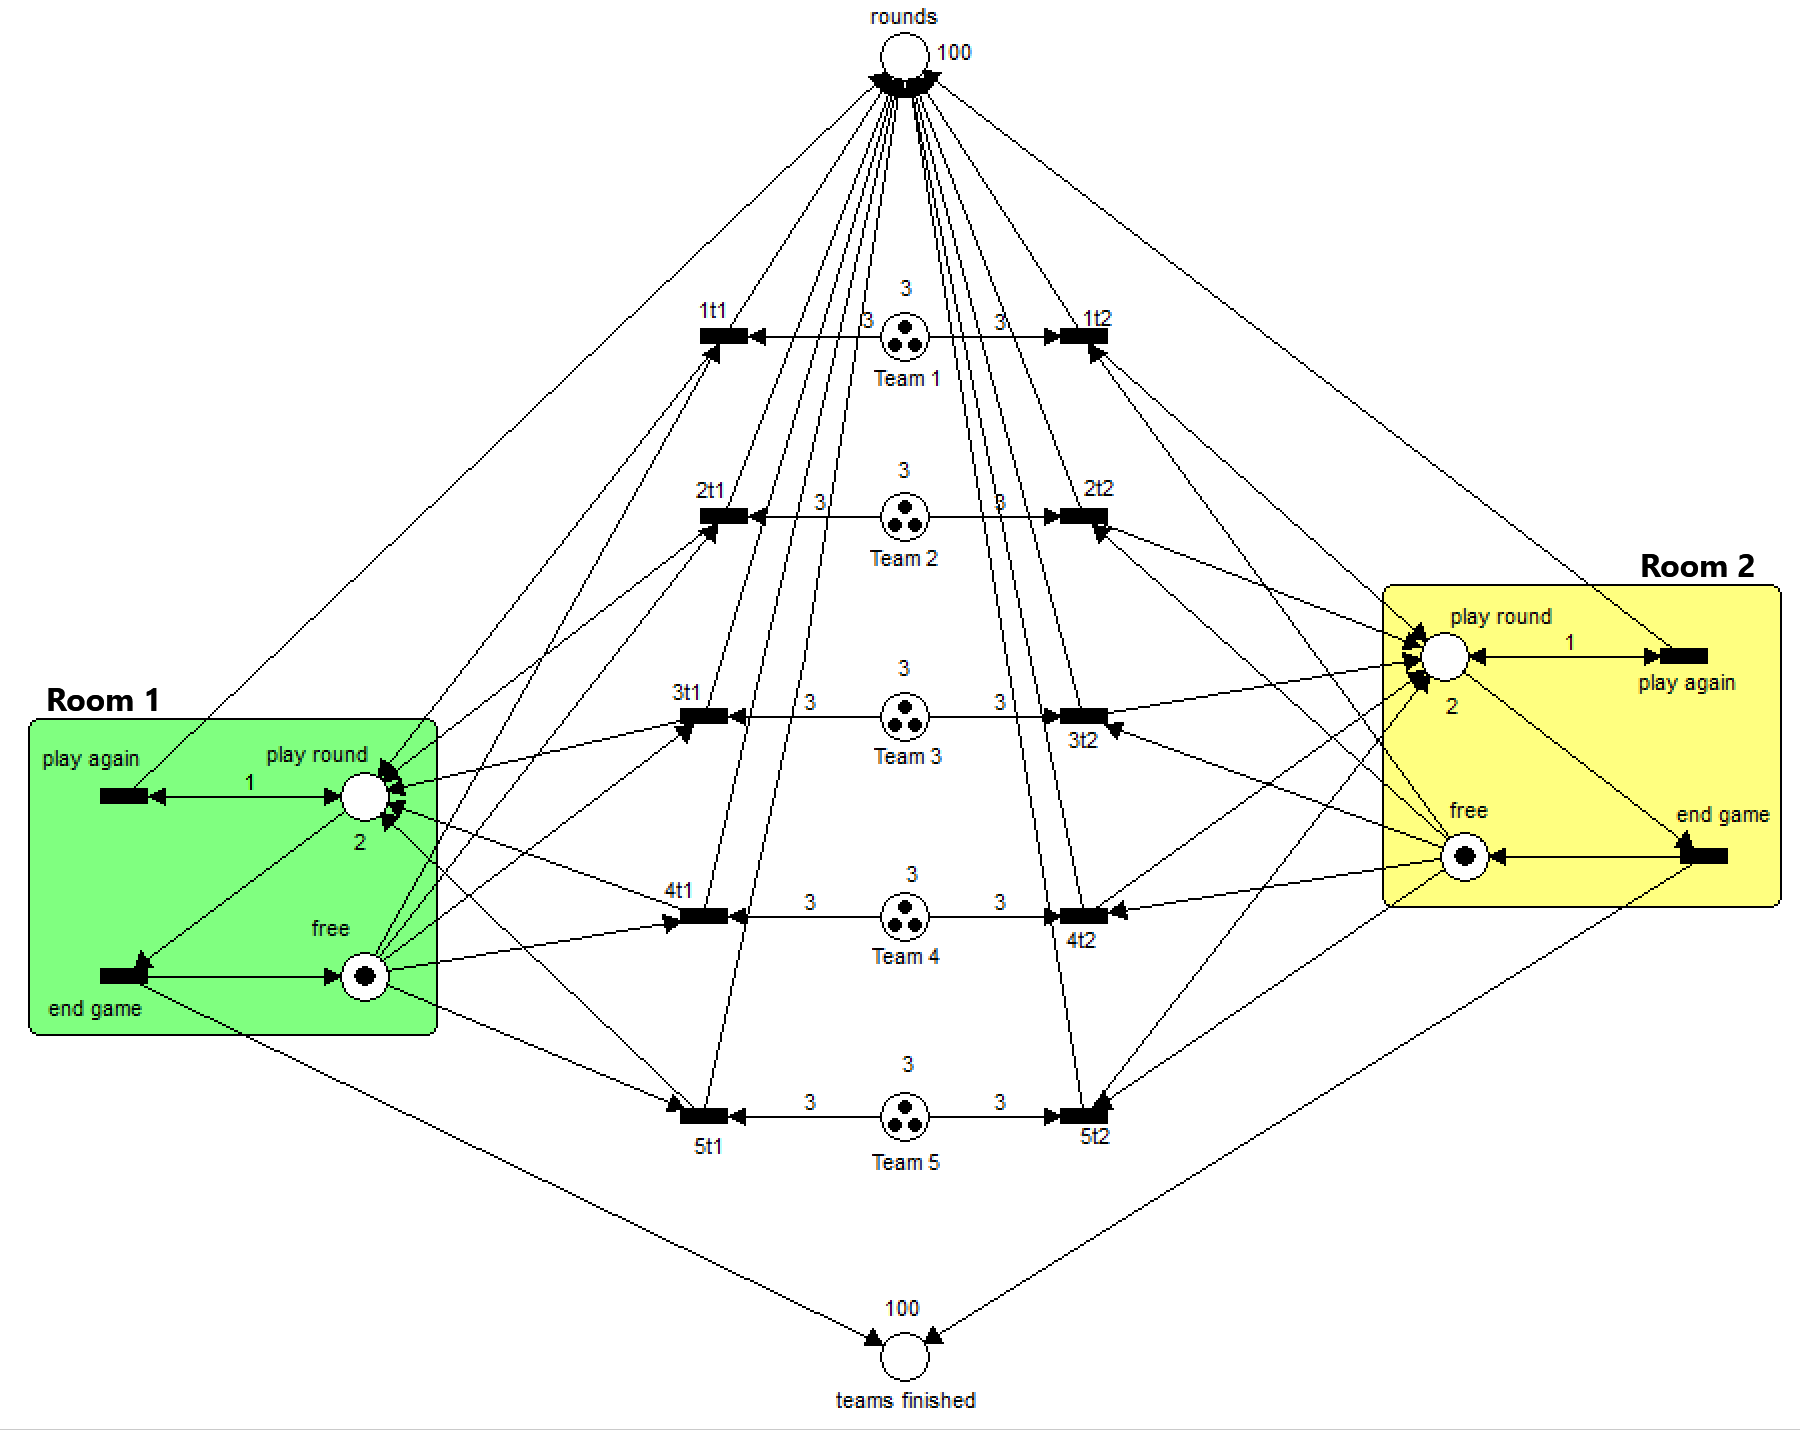 rounds
100
3
1t1
3
3
1t2
Team 1
3
2t1
3
3
2t2
Team 2
Room 2
play round
1
play again
2
3
3t1
3
3
3t2
Team 3
Room 1
play again
play round
1
2
free
end game
3
4t1
3
3
4t2
Team 4
free
end game
3
3
3
5t1
5t2
Team 5
100
teams finished